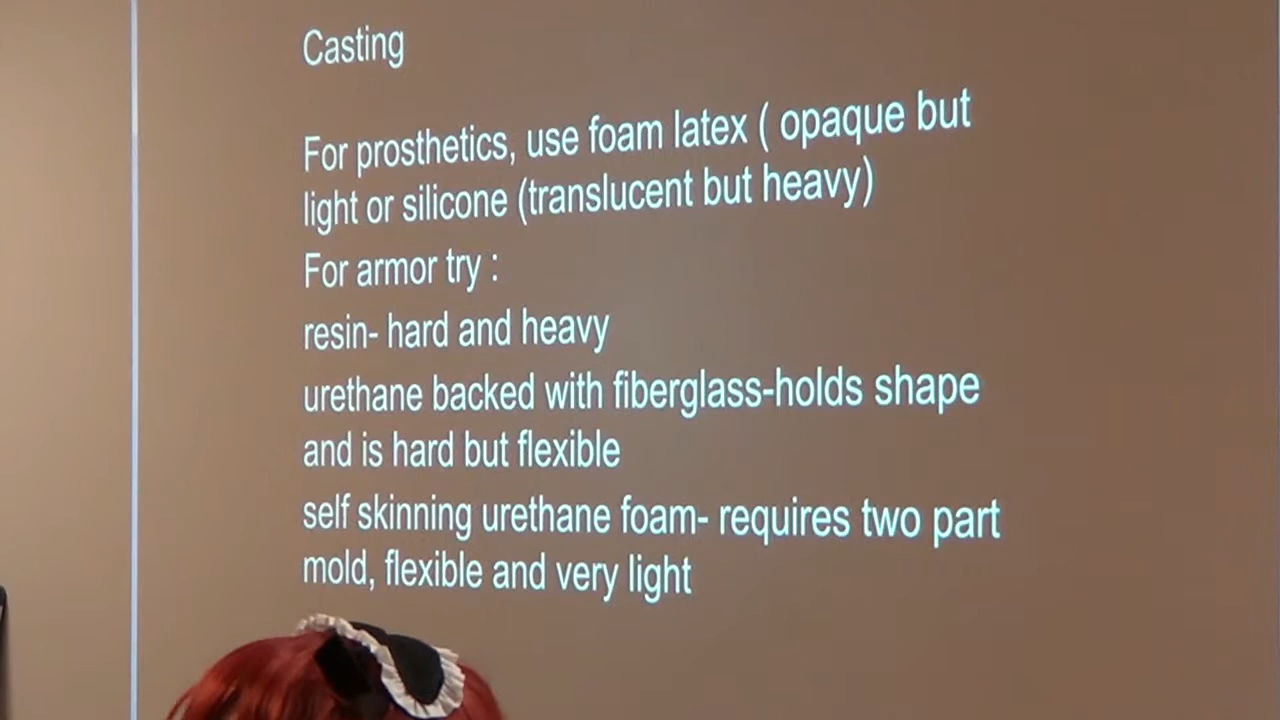 Casting
For prosthetics, use foam latex ( opaque but
light or silicone (translucent but heavy)
For armor try :
resin- hard and heavy
urethane backed with fiberglass-holds shape
and is hard but flexible
self skinning urethane foam- requires two part
mold, flexible and very light